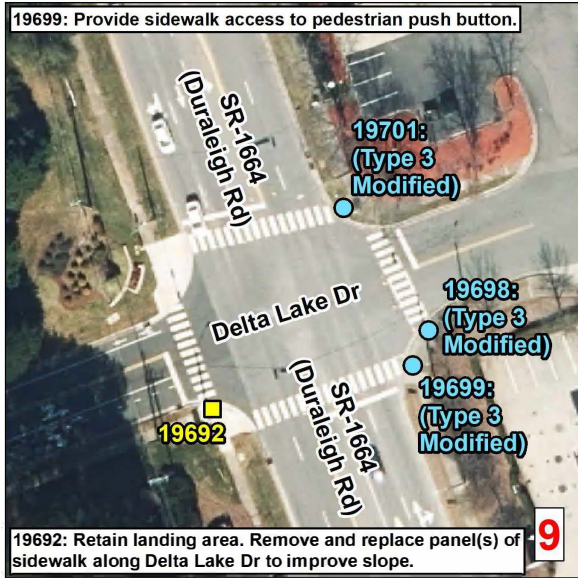 19699: Provide sidewalk access to pedestrian push button.
SR-1664
(Duraleigh Rd)
19701:
(Type 3
Modified)
Delta Lake Dr
19698:
(Type 3
Modified)
19699:
(Type 3
Modified)
SR-1664
(Duraleigh Rd)
19692
19692: Retain landing area. Remove and replace panel(s) of
sidewalk along Delta Lake Dr to improve slope.
9